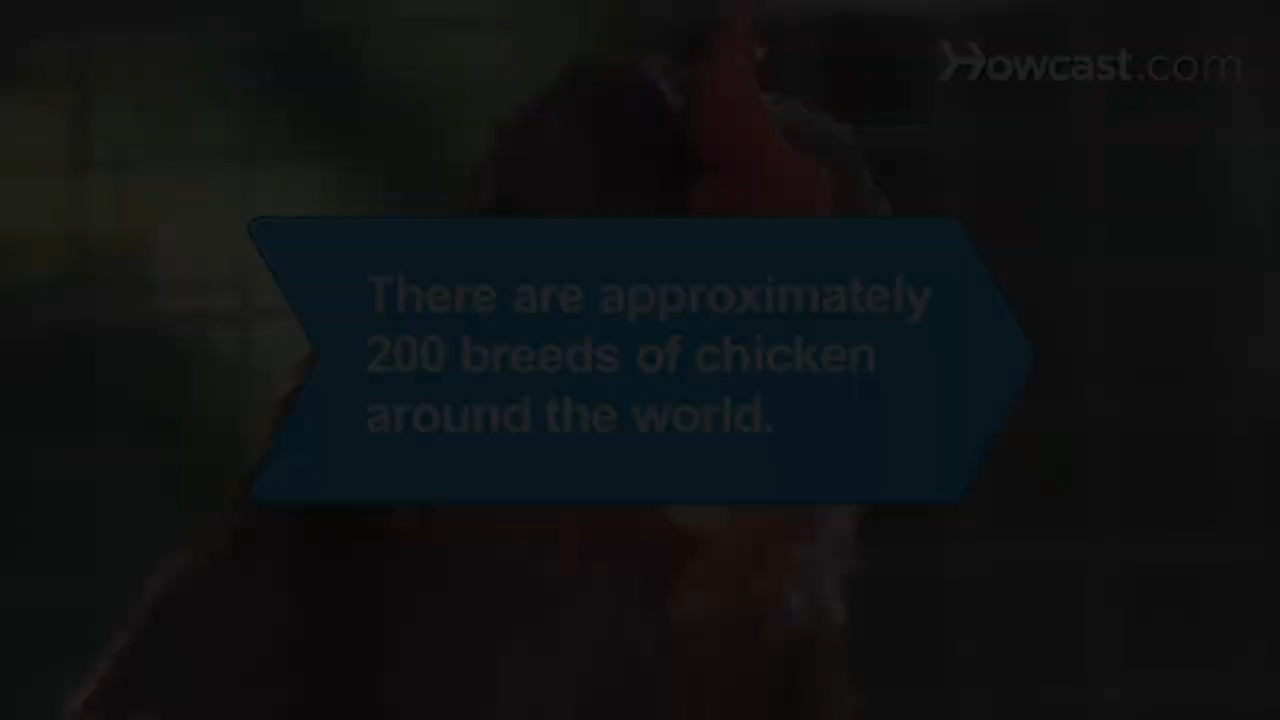 Howcast.com
There are approximately
200 breeds of chicken
around the world.